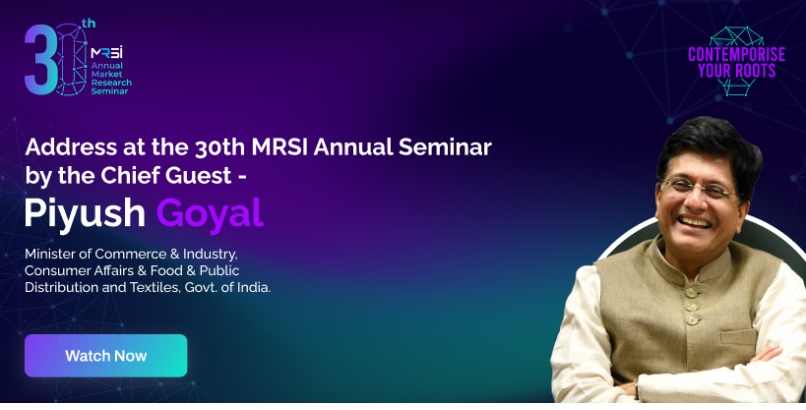 30th
MRSI
Annual
Market
Research
Seminar
CONTEMPORISE
YOUR ROOTS
Address at the 30th MRSI Annual Seminar
by the Chief Guest -
Piyush Goyal
Minister of Commerce & Industry,
Consumer Affairs & Food & Public
Distribution and Textiles, Govt. of India.
Watch Now